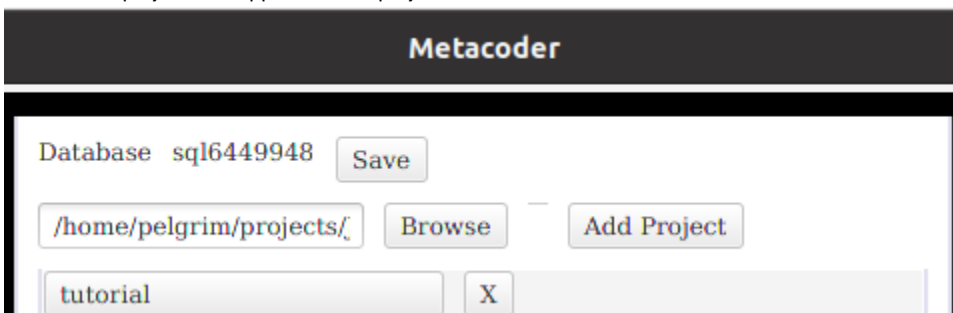 Metacoder
Database sql6449948 Save
/home/pelgrim/projects/ Browse Add Project
tutorial X